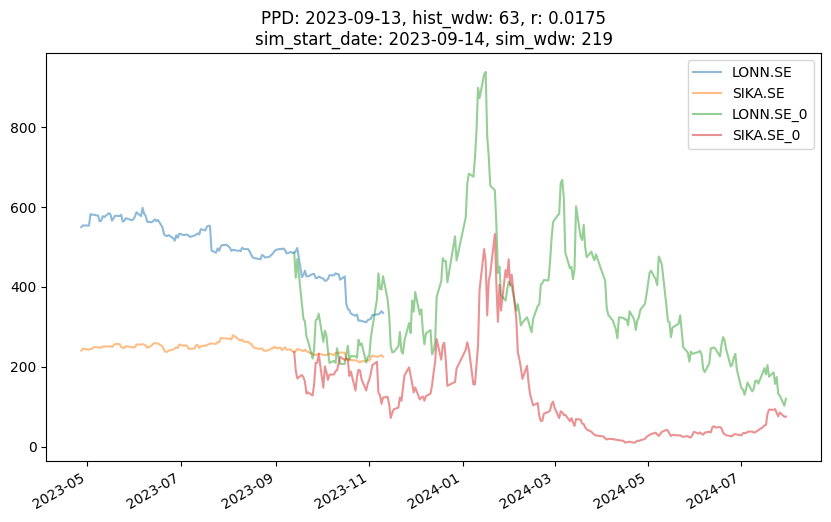 PPD: 2023-09-13, hist_wdw: 63, r: 0.0175
sim_start_date: 2023-09-14, sim_wdw: 219
LONN.SE
SIKA.SE
LONN.SE_0
SIKA.SE_0
800
600
400
200
0
2023-05
2023-07
2023-09
2023-11
2024-01
2024-03
2024-05
2024-07